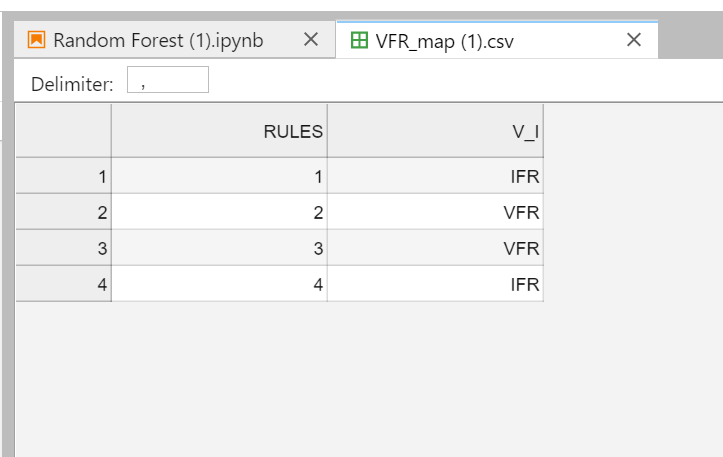 Random Forest (1).ipynb VFR_map (1).csv
Delimiter: ,
RULES V_I
1 1 IFR
2 2 VFR
3 3 VFR
4 4 IFR